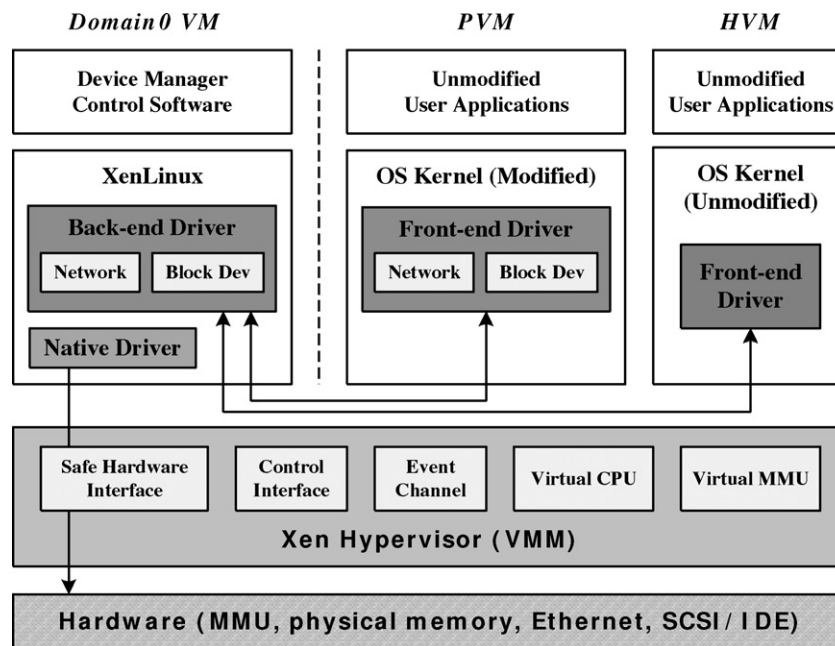 Domain0 VM
PVM
HVM
Device Manager
Control Software
Unmodified
User Applications
Unmodified
User Applications
XenLinux
Back-end Driver
Network
Block Dev
Native Driver
OS Kernel (Modified)
Front-end Driver
Network
Block Dev
OS Kernel
(Unmodified)
Front-end
Driver
Safe Hardware
Interface
Control
Interface
Event
Channel
Virtual CPU
Virtual MMU
Xen Hypervisor (VMM)
Hardware (MMU, physical memory, Ethernet, SCSI/ IDE)